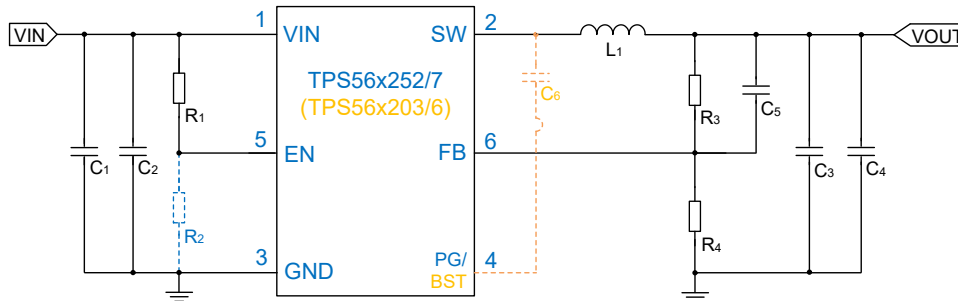 VIN
1
VIN
SW
2
L1
VOUT
TPS56x252/7
(TPS56x203/6)
R1
C6
R3
C5
5
EN
FB
6
C1
C2
C3
C4
R2
R4
3
GND
PG/
BST
4